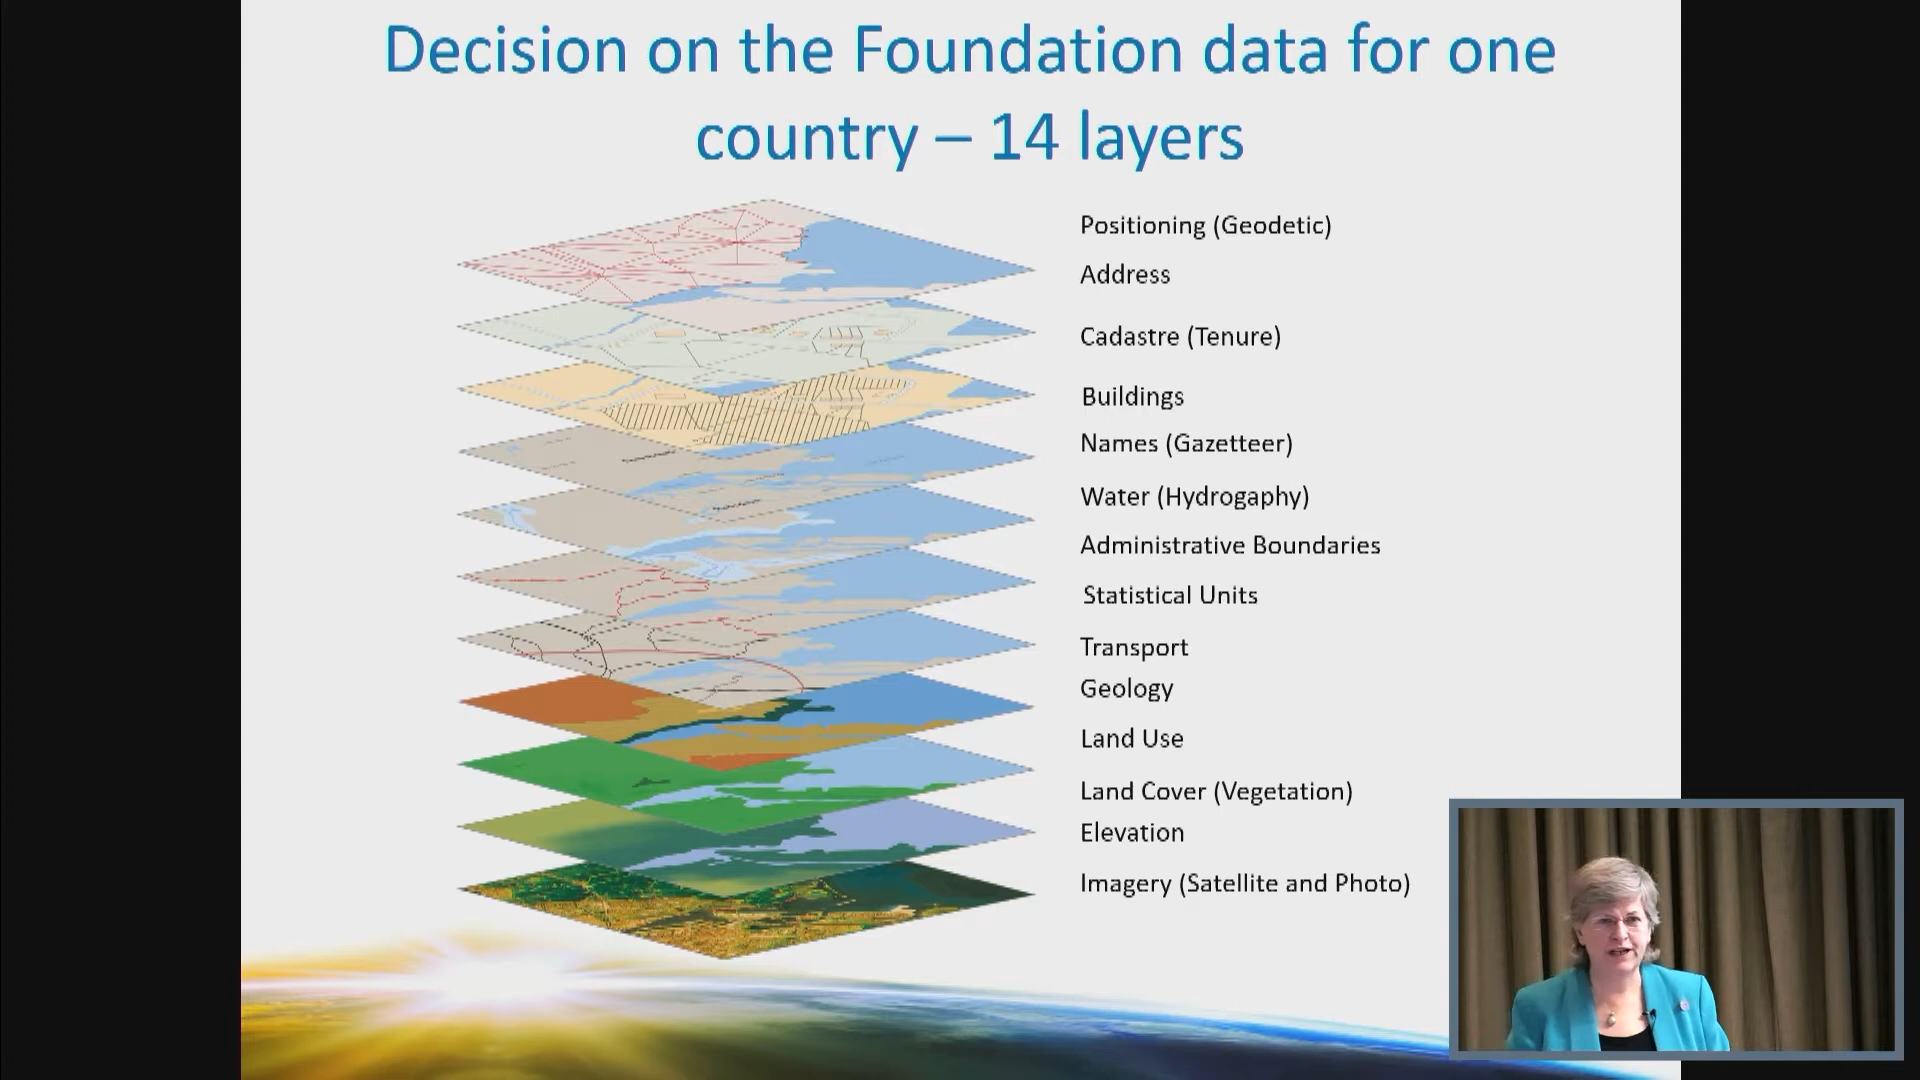 Decision on the Foundation data for one
country – 14 layers
Positioning (Geodetic)
Address
Cadastre (Tenure)
Buildings
Names (Gazetteer)
Water (Hydrogaphy)
Administrative Boundaries
Statistical Units
Transport
Geology
Land Use
Land Cover (Vegetation)
Elevation
Imagery (Satellite and Photo)